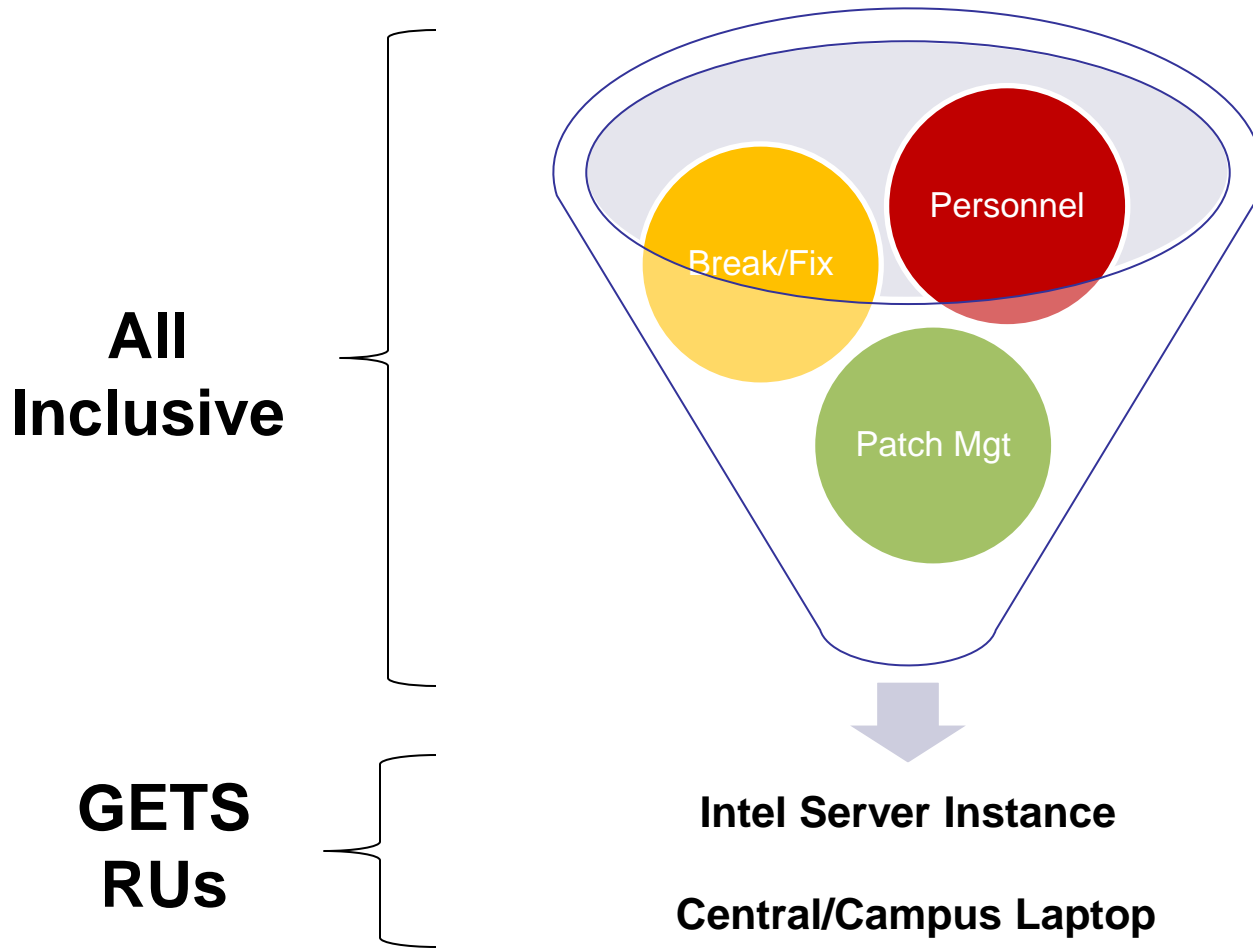 All
Inclusive
Personnel
Break/Fix
Patch Mgt
GETS
RUs
Intel Server Instance
Central/Campus Laptop